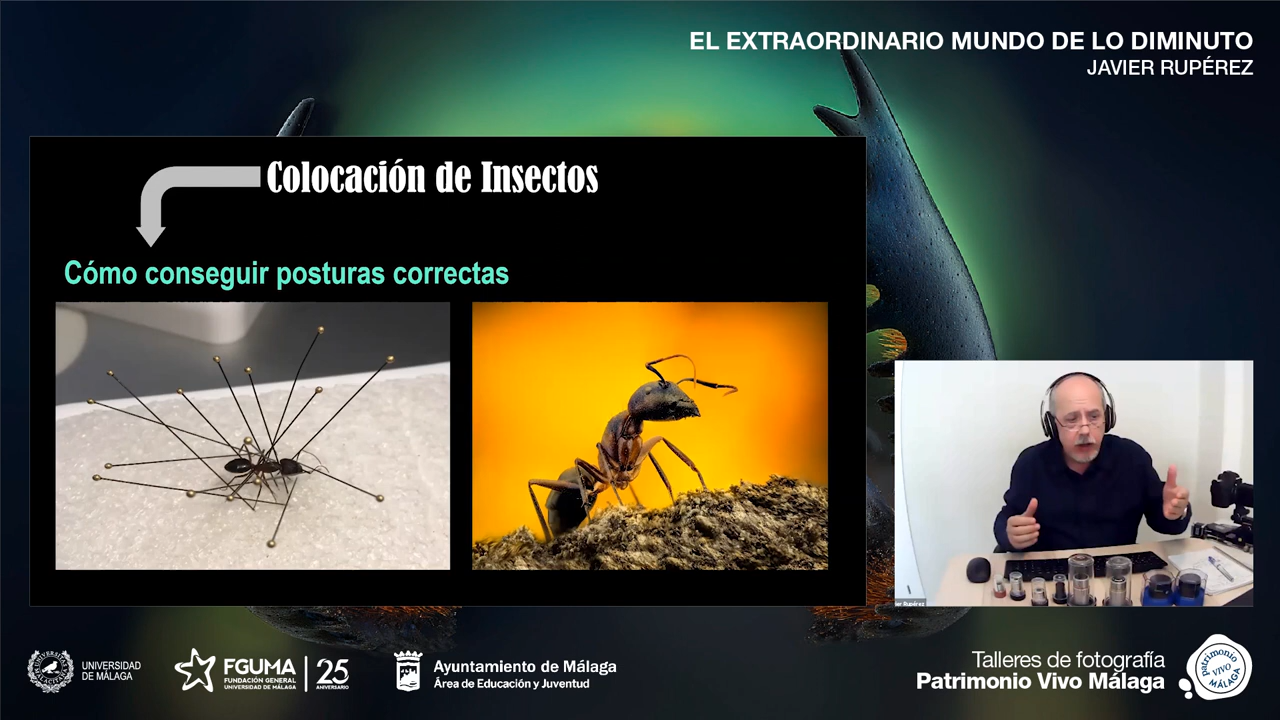 EL EXTRAORDINARIO MUNDO DE LO DIMINUTO
JAVIER RUPÉREZ
Colocación de Insectos
Cómo conseguir posturas correctas
ier Rupérez
UNIVERSIDAD
DE MÁLAGA
FGUMA
FUNDACIÓN GENERAL
UNIVERSIDAD DE MÁLAGA
25
ANIVERSARIO
Ayuntamiento de Málaga
Área de Educación y Juventud
Talleres de fotografía
Patrimonio Vivo Málaga
patrimonio
VIVO
MÁLAGA